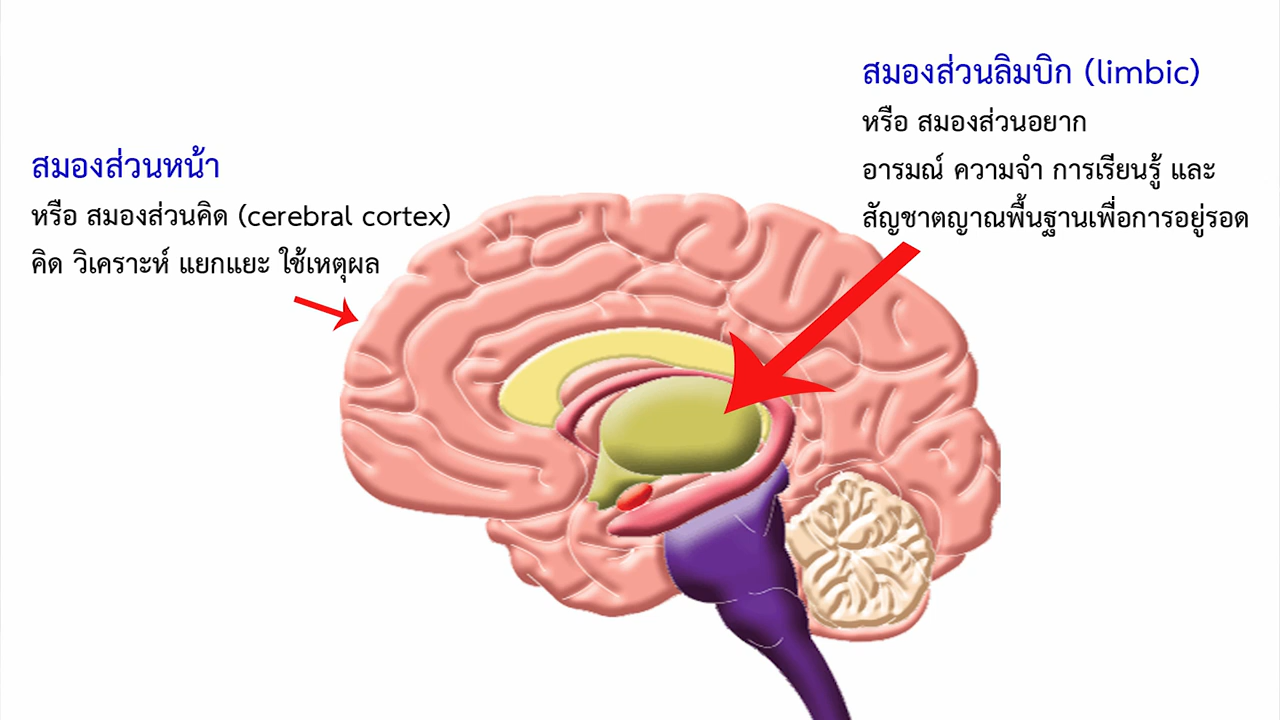 สมองส่วนหน้า
หรือ สมองส่วนคิด (cerebral cortex)
คิด วิเคราะห์ แยกแยะ ใช้เหตุผล
สมองส่วนลิมบิก (limbic)
หรือ สมองส่วนอยาก
อารมณ์ ความจำ การเรียนรู้ และ
สัญชาตญาณพื้นฐานเพื่อการอยู่รอด